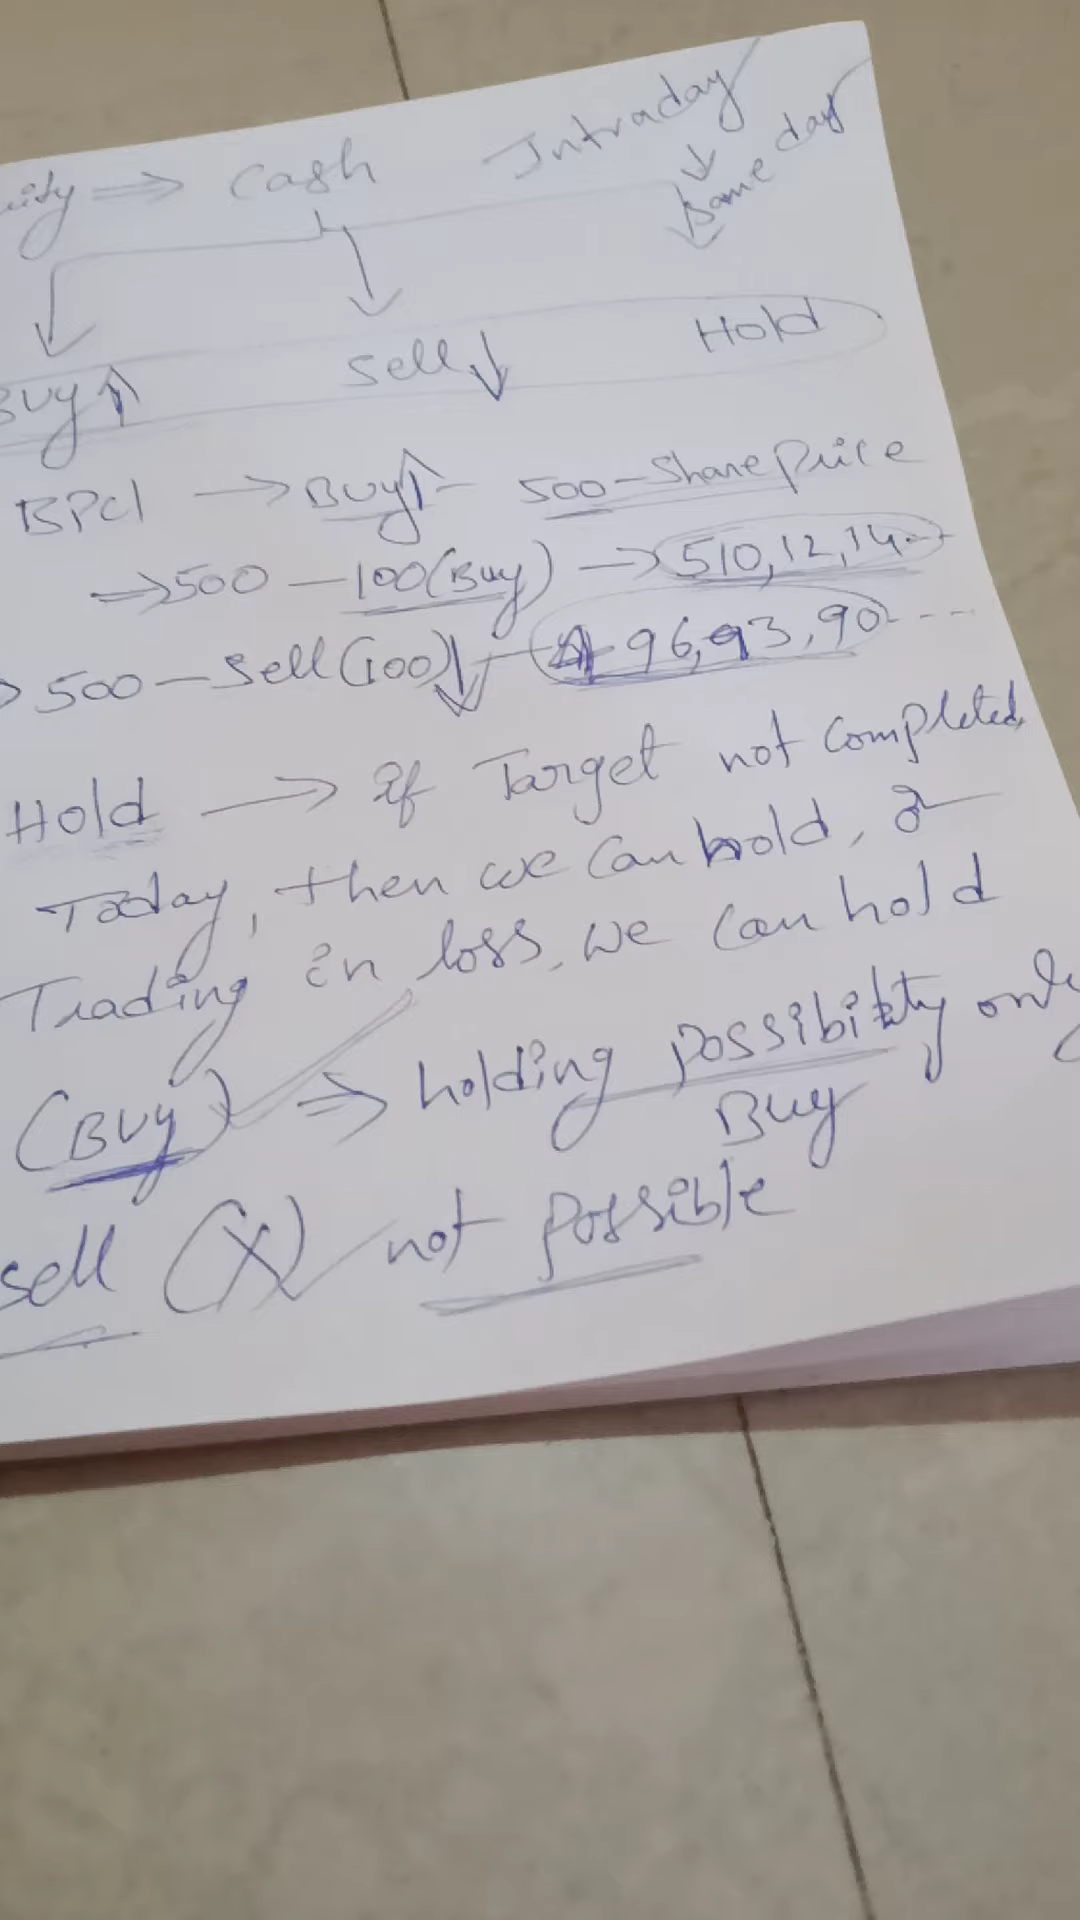 ⇒ Cash Intraday
↓
Same day
Buy↑ Sell↓ Hold
BPCl → Buy↑ - 500 - Share Price
⇒ 500 - 100 (Buy) → 510, 12, 14...
500 - Sell (100)↓ 96, 93, 90 - - - -
Hold → if Target not completed,
Today, then we can hold, or
Trading in loss, we can hold
(Buy) ⇒ holding possibility only
Buy
Sell (X) not possible